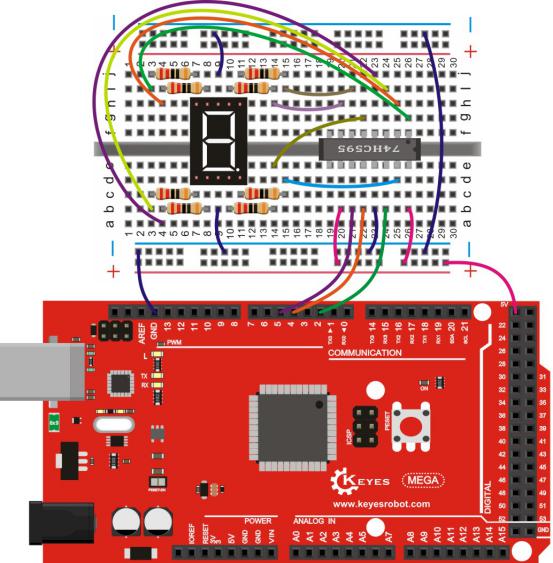 1 2 3 4 5 6 7 8 9 10 11 12 13 14 15 16 17 18 19 20 21 22 23 24 25 26 27 28 29 30
j
i
h
g
f
74HC595
e
d
c
b
a
1 2 3 4 5 6 7 8 9 10 11 12 13 14 15 16 17 18 19 20 21 22 23 24 25 26 27 28 29 30
5V
AREF GND 13 12 11 10 9 8 7 6 5 4 3 2 TX0 1 RX0 0 TX3 14 RX3 15 TX2 16 RX2 17 TX1 18 RX1 19 SDA 20 SCL 21
PWM
COMMUNICATION
L
TX
RX
ON
ICSP
RESET
KEYES
MEGA
www.keyesrobot.com
DIGITAL
22
24
26
28
30 31
32 33
34 35
36 37
38 39
40 41
42 43
44 45
46 47
48 49
50 51
52 53
GND
POWER
ANALOG IN
IOREF RESET 3V 3 5V GND GND VIN A0 A1 A2 A3 A4 A5 A6 A7 A8 A9 A10 A11 A12 A13 A14 A15